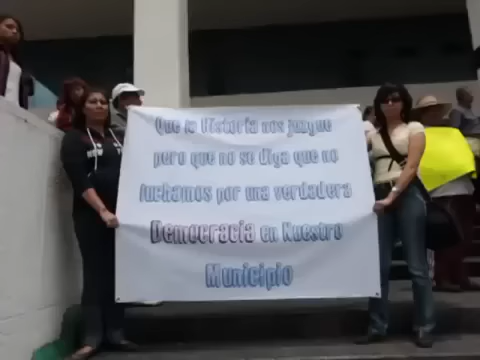 Que la Historia nos juzgue
pero que no se diga que no
luchamos por una verdadera
Democracia en Nuestro
Municipio